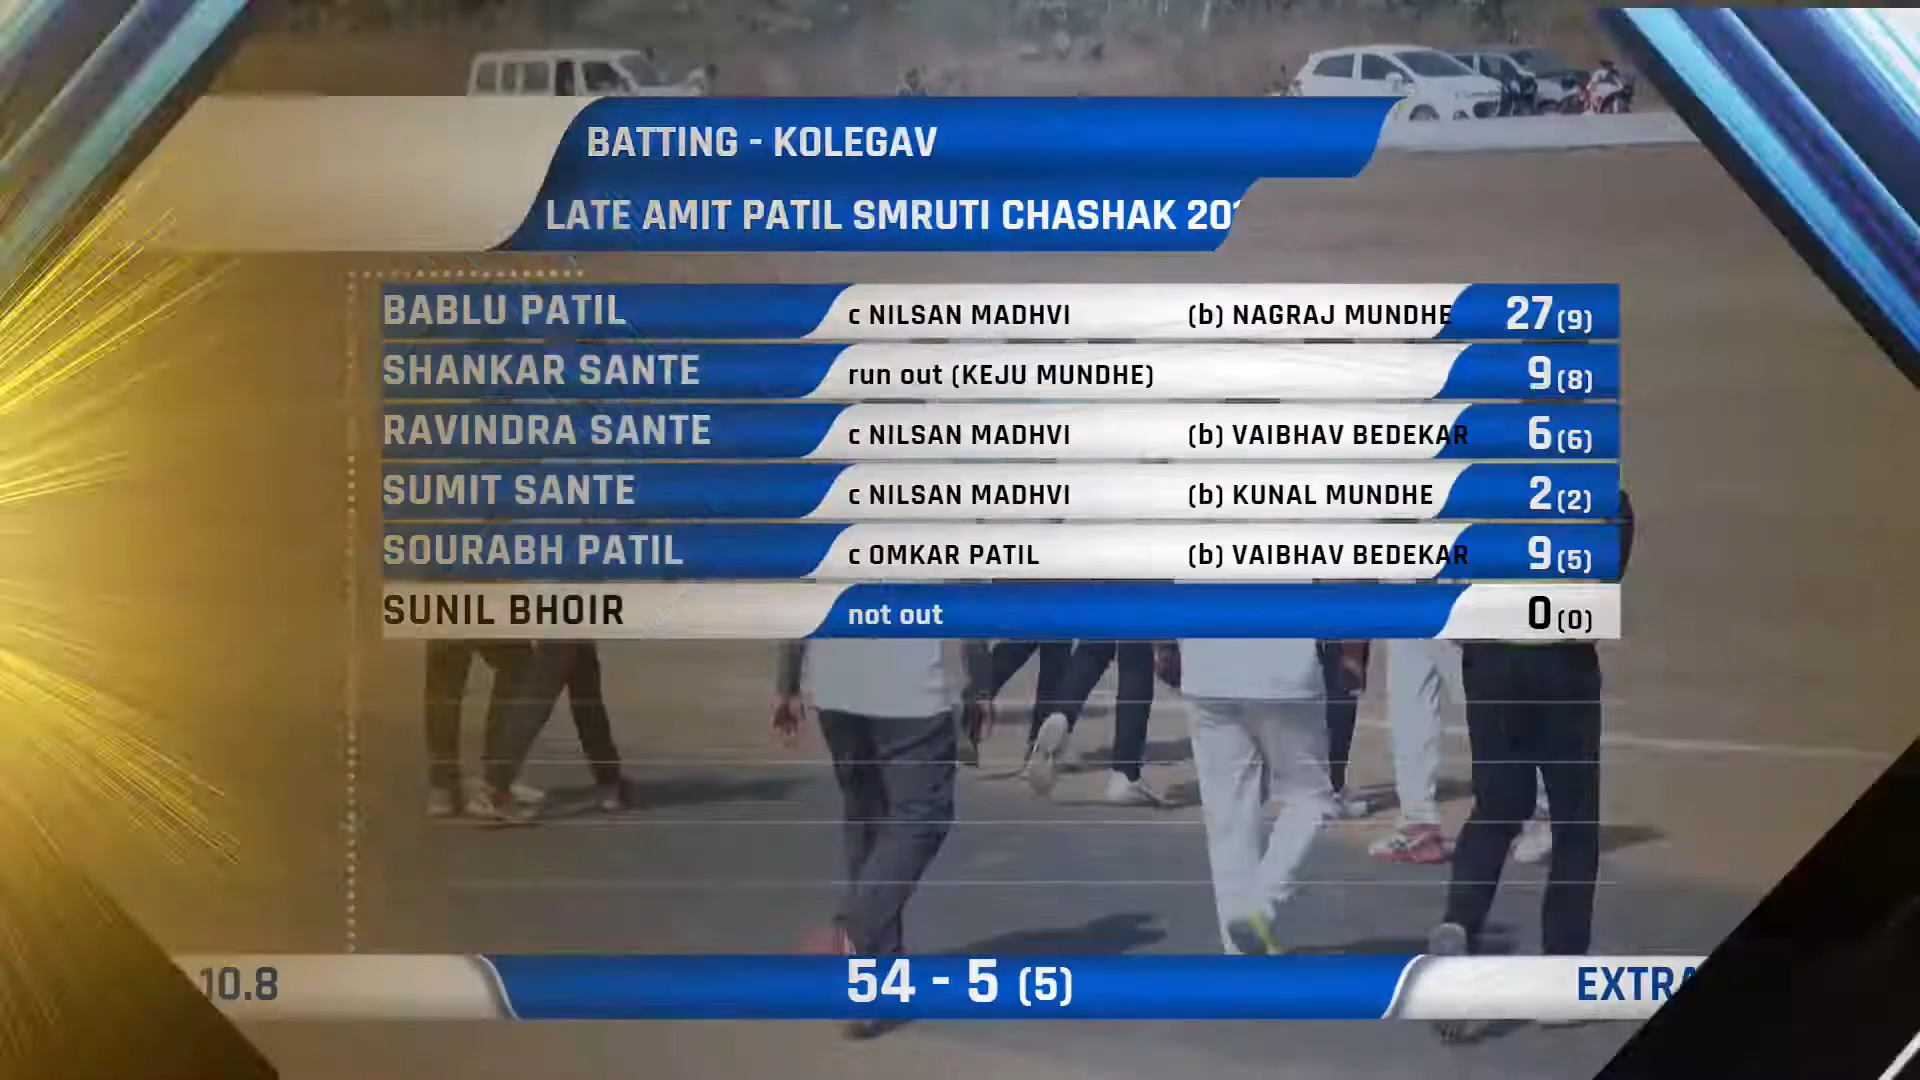 BATTING - KOLEGAV
LATE AMIT PATIL SMRUTI CHASHAK
BABLU PATIL c NILSAN MADHVI (b) NAGRAJ MUNDHE 27 (9)
SHANKAR SANTE run out (KEJU MUNDHE) 9 (8)
RAVINDRA SANTE c NILSAN MADHVI (b) VAIBHAV BEDEKAR 6 (6)
SUMIT SANTE c NILSAN MADHVI (b) KUNAL MUNDHE 2 (2)
SOURABH PATIL c OMKAR PATIL (b) VAIBHAV BEDEKAR 9 (5)
SUNIL BHOIR not out 0 (0)
10.8 54 - 5 (5)